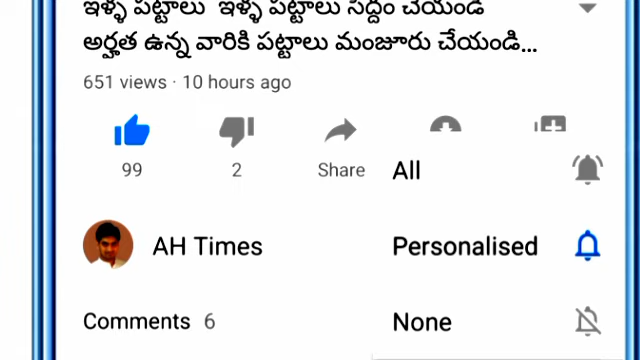 ఇళ్ళ పట్టాలు ఇళ్ళ పట్టాలు సిద్దం చేయండి
అర్హత ఉన్న వారికి పట్టాలు మంజూరు చేయండి...
651 views · 10 hours ago
99 2 Share All
AH Times Personalised
Comments 6 None